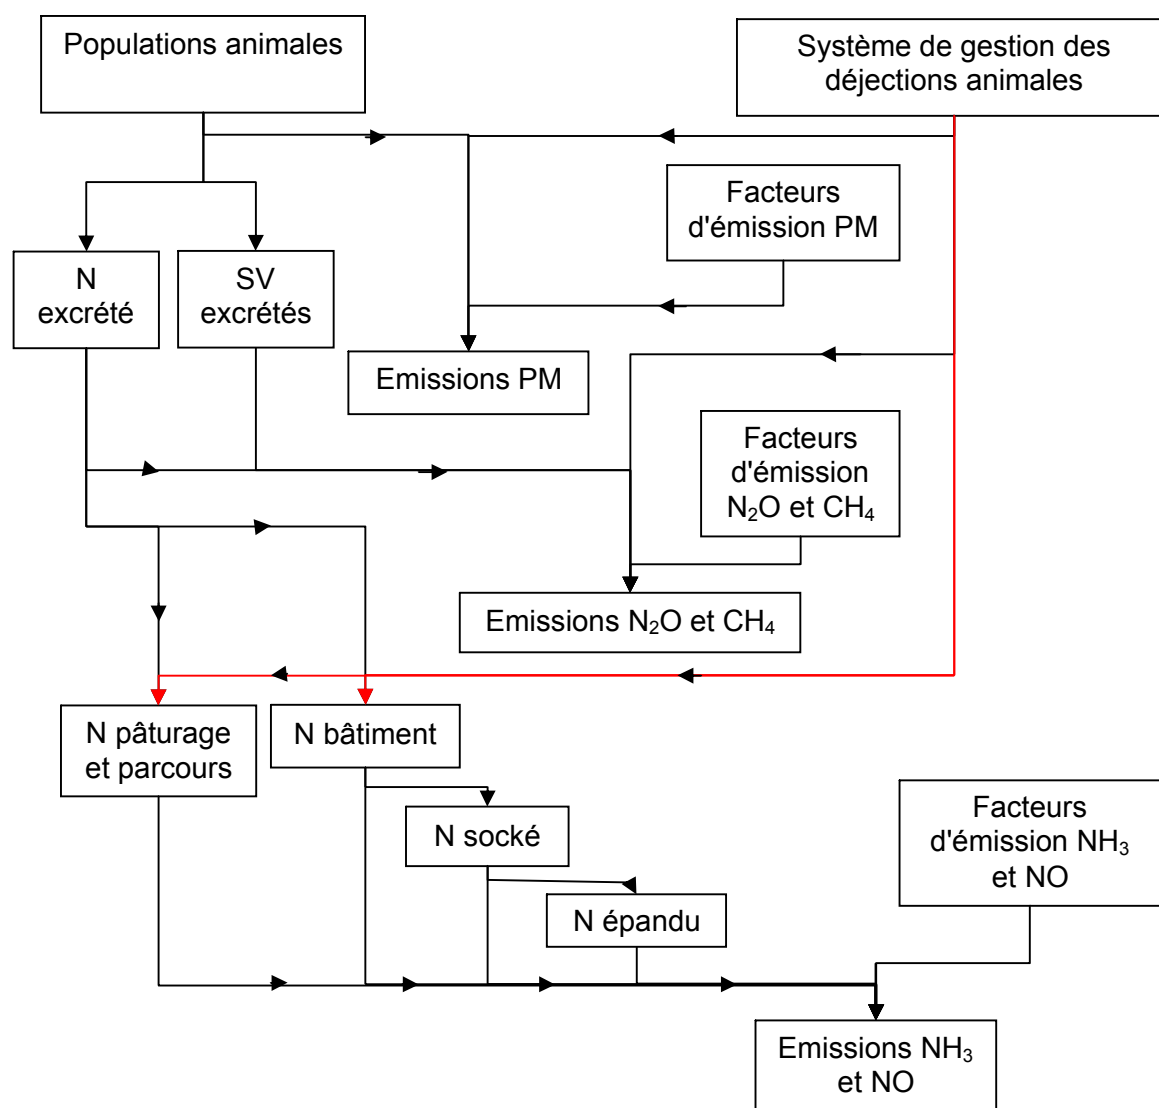 Populations animales
Système de gestion des
déjections animales
Facteurs
d'émission PM
N
excrété
SV
excrétés
Emissions PM
Facteurs
d'émission
N₂O et CH₄
Emissions N₂O et CH₄
N pâturage
et parcours
N bâtiment
N socké
Facteurs
d'émission NH₃
et NO
N épandu
Emissions NH₃
et NO